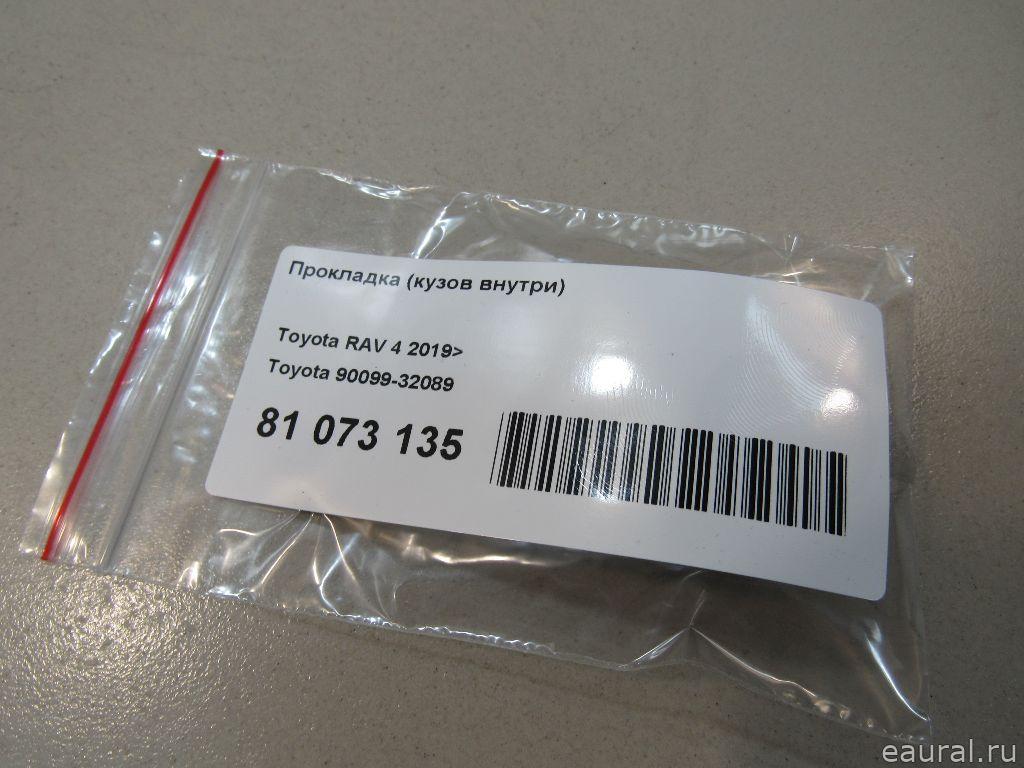 Прокладка (кузов внутри)
Toyota RAV 4 2019>
Toyota 90099-32089
81 073 135
eaural.ru